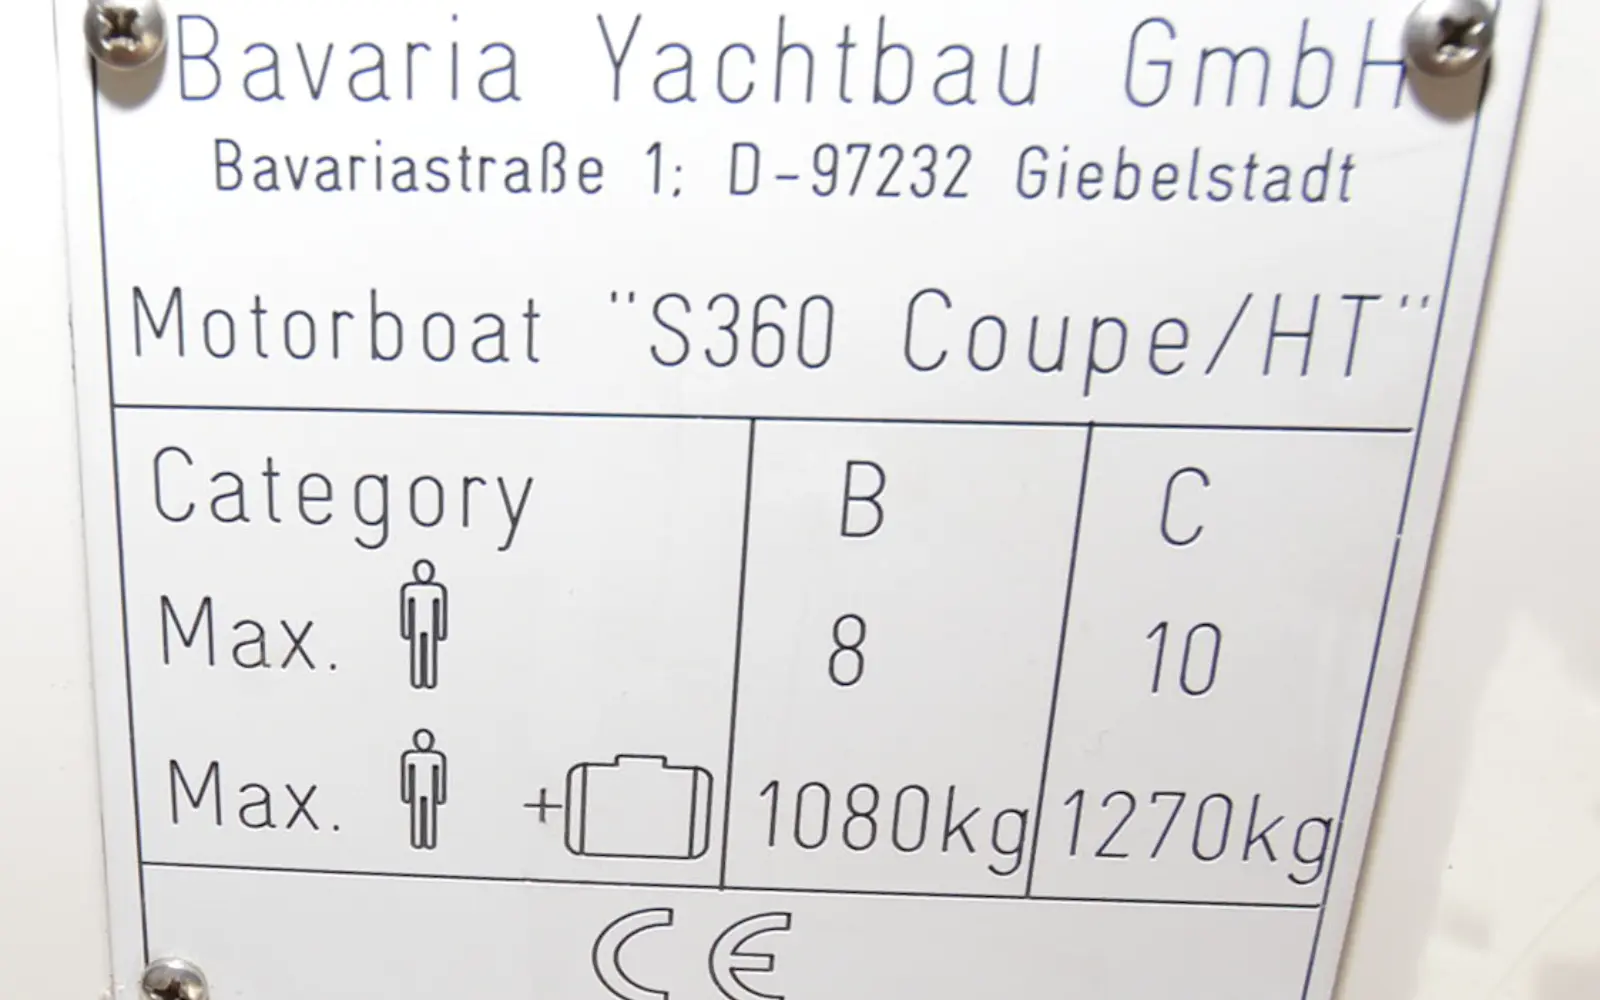 Bavaria Yachtbau GmbH
Bavariastraße 1; D-97232 Giebelstadt
Motorboat "S360 Coupe/HT"
Category B C
Max. 8 10
Max. + 1080kg 1270kg
CE